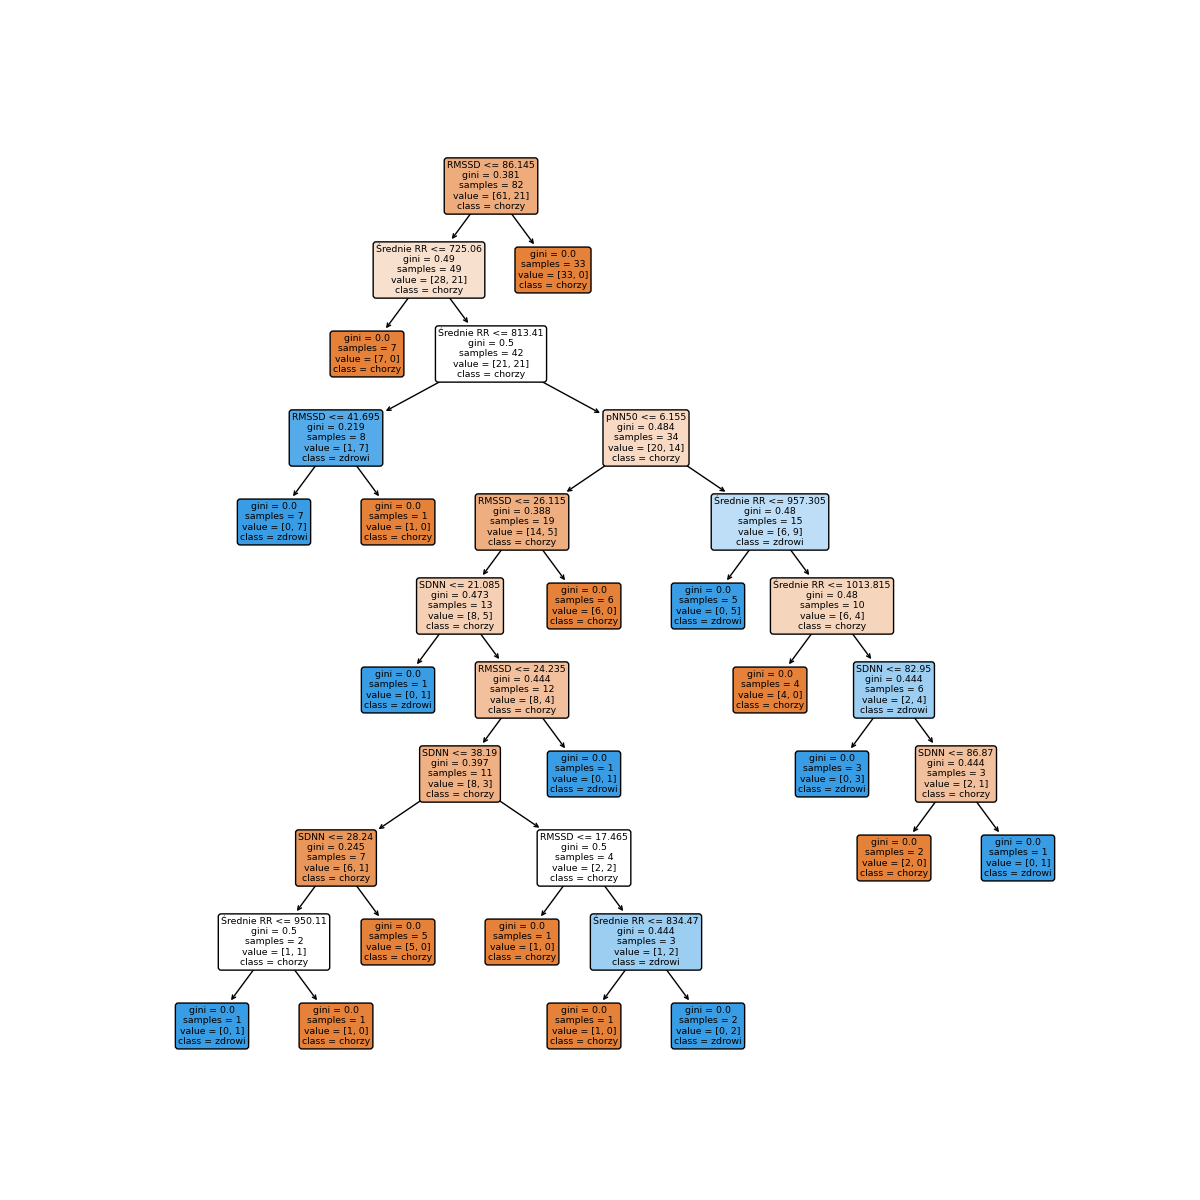 RMSSD <= 86.145
gini = 0.381
samples = 82
value = [61, 21]
class = chorzy
Średnie RR <= 725.06
gini = 0.49
samples = 49
value = [28, 21]
class = chorzy
gini = 0.0
samples = 33
value = [33, 0]
class = chorzy
gini = 0.0
samples = 7
value = [7, 0]
class = chorzy
Średnie RR <= 813.41
gini = 0.5
samples = 42
value = [21, 21]
class = chorzy
RMSSD <= 41.695
gini = 0.219
samples = 8
value = [1, 7]
class = zdrowi
pNN50 <= 6.155
gini = 0.484
samples = 34
value = [20, 14]
class = chorzy
gini = 0.0
samples = 7
value = [0, 7]
class = zdrowi
gini = 0.0
samples = 1
value = [1, 0]
class = chorzy
RMSSD <= 26.115
gini = 0.388
samples = 19
value = [14, 5]
class = chorzy
Średnie RR <= 957.305
gini = 0.48
samples = 15
value = [6, 9]
class = zdrowi
SDNN <= 21.085
gini = 0.473
samples = 13
value = [8, 5]
class = chorzy
gini = 0.0
samples = 6
value = [6, 0]
class = chorzy
gini = 0.0
samples = 5
value = [0, 5]
class = zdrowi
Średnie RR <= 1013.815
gini = 0.48
samples = 10
value = [6, 4]
class = chorzy
gini = 0.0
samples = 1
value = [0, 1]
class = zdrowi
RMSSD <= 24.235
gini = 0.444
samples = 12
value = [8, 4]
class = chorzy
gini = 0.0
samples = 4
value = [4, 0]
class = chorzy
SDNN <= 82.95
gini = 0.444
samples = 6
value = [2, 4]
class = zdrowi
SDNN <= 38.19
gini = 0.397
samples = 11
value = [8, 3]
class = chorzy
gini = 0.0
samples = 1
value = [0, 1]
class = zdrowi
gini = 0.0
samples = 3
value = [0, 3]
class = zdrowi
SDNN <= 86.87
gini = 0.444
samples = 3
value = [2, 1]
class = chorzy
SDNN <= 28.24
gini = 0.245
samples = 7
value = [6, 1]
class = chorzy
RMSSD <= 17.465
gini = 0.5
samples = 4
value = [2, 2]
class = chorzy
gini = 0.0
samples = 2
value = [2, 0]
class = chorzy
gini = 0.0
samples = 1
value = [0, 1]
class = zdrowi
Średnie RR <= 950.11
gini = 0.5
samples = 2
value = [1, 1]
class = chorzy
gini = 0.0
samples = 5
value = [5, 0]
class = chorzy
gini = 0.0
samples = 1
value = [1, 0]
class = chorzy
Średnie RR <= 834.47
gini = 0.444
samples = 3
value = [1, 2]
class = zdrowi
gini = 0.0
samples = 1
value = [0, 1]
class = zdrowi
gini = 0.0
samples = 1
value = [1, 0]
class = chorzy
gini = 0.0
samples = 1
value = [1, 0]
class = chorzy
gini = 0.0
samples = 2
value = [0, 2]
class = zdrowi